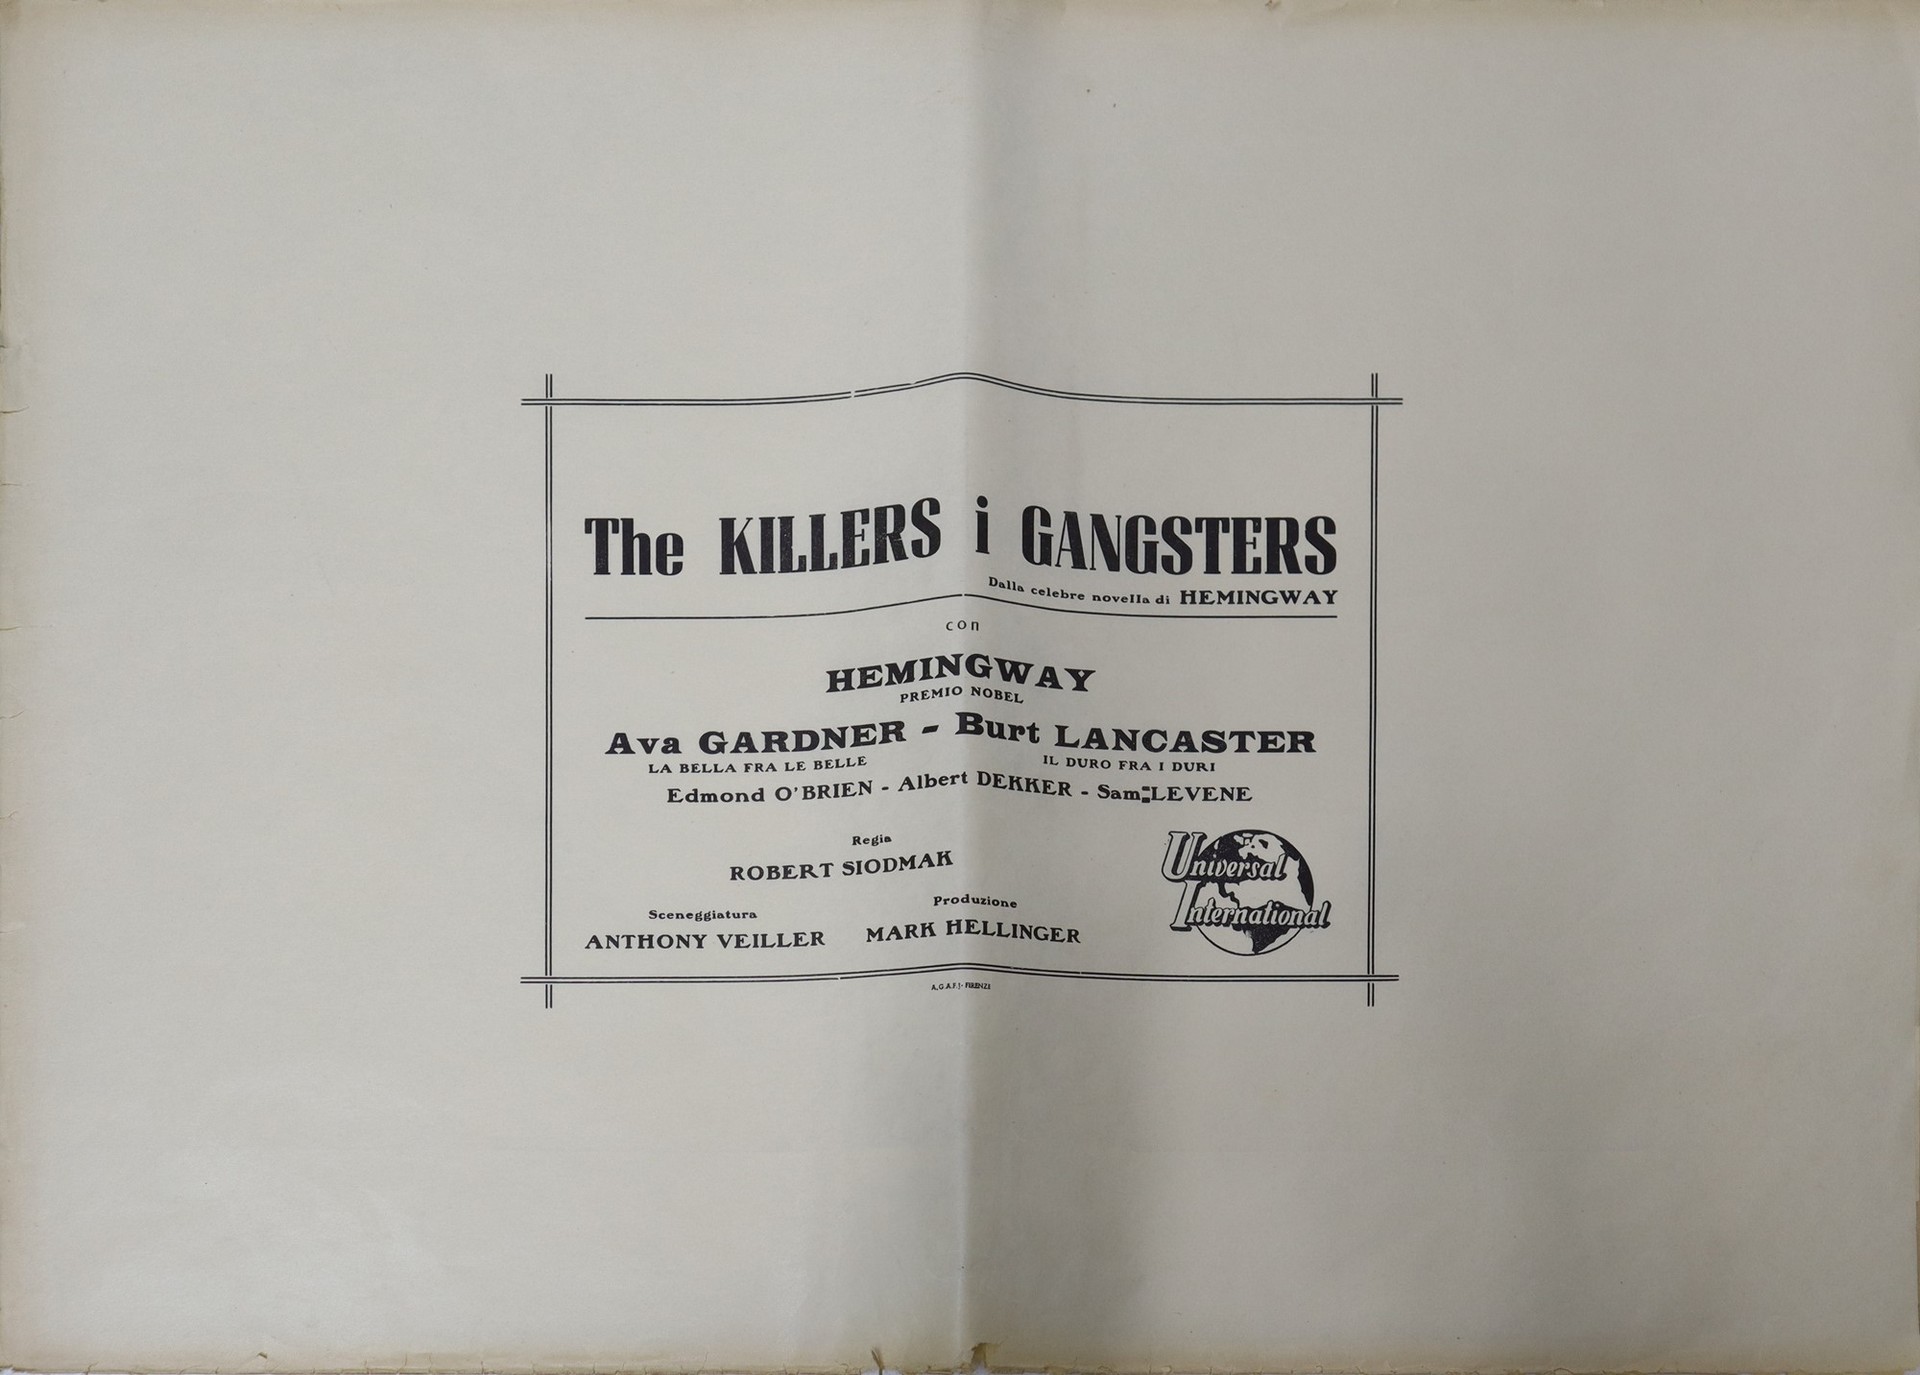 The KILLERS i GANGSTERS
Dalla celebre novella di HEMINGWAY
con
HEMINGWAY
PREMIO NOBEL
Ava GARDNER - Burt LANCASTER
LA BELLA FRA LE BELLE IL DURO FRA I DURI
Edmond O'BRIEN - Albert DEKKER - Sam LEVENE
Regia
ROBERT SIODMAK
Universal
International
Sceneggiatura
ANTHONY VEILLER
Produzione
MARK HELLINGER
A.G.A.F.I - FIRENZE